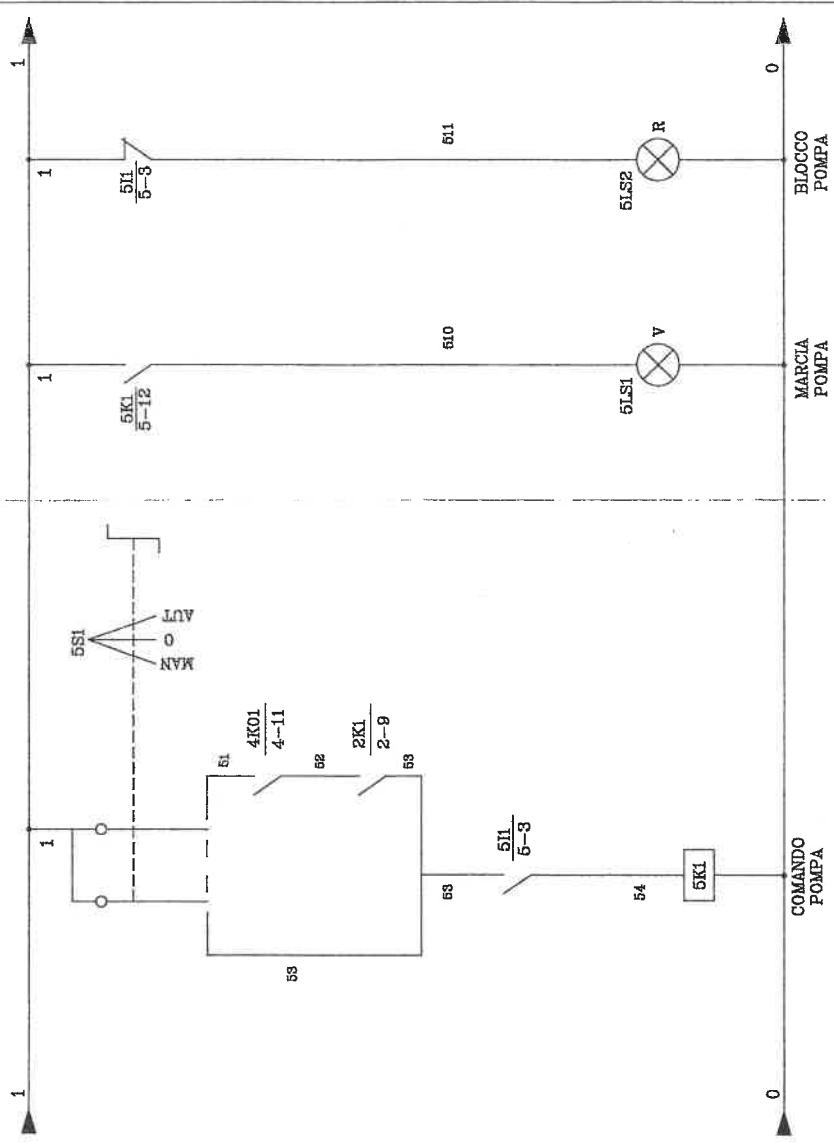 1
1
1
5S1
MAN
0
AUT
51
4K01
4-11
52
2K1
2-9
53
53
53
5I1
5-3
54
5K1
COMANDO
POMPA
1
5K1
5-12
510
5LS1
V
MARCIA
POMPA
1
5I1
5-3
511
5LS2
R
BLOCCO
POMPA
0
0